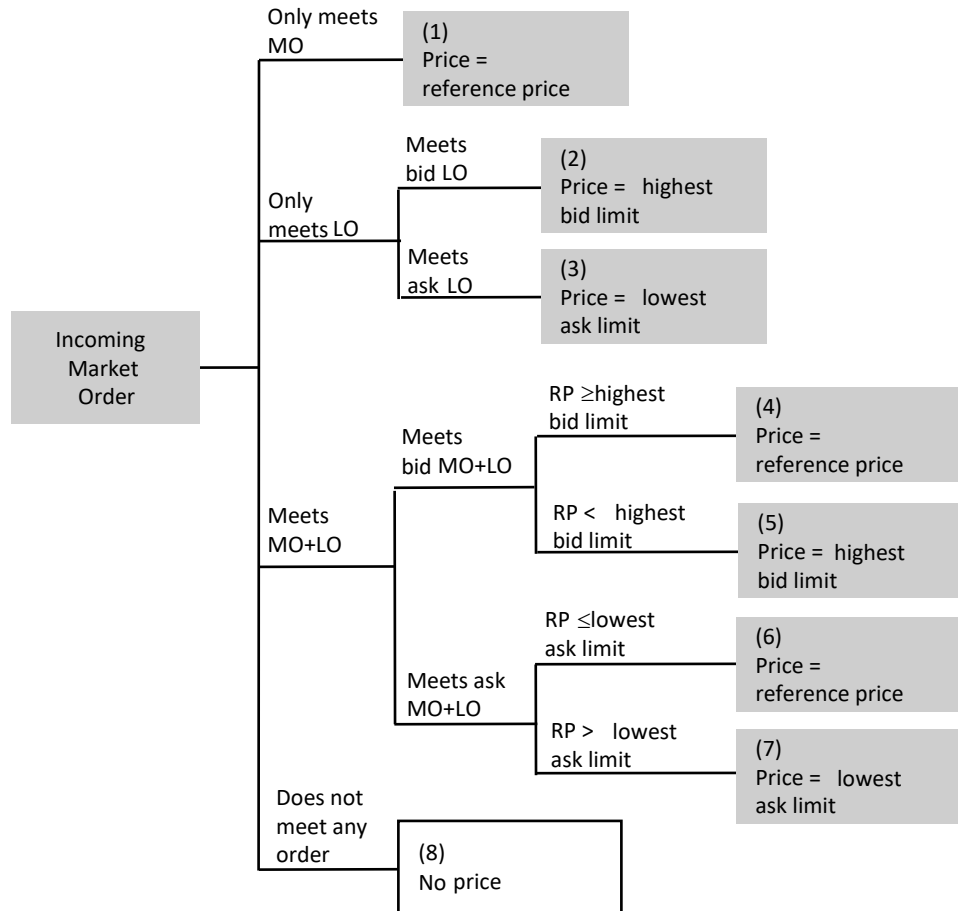 Only meets
MO
(1)
Price =
reference price
Only
meets LO
Meets
bid LO
(2)
Price = highest
bid limit
Meets
ask LO
(3)
Price = lowest
ask limit
Incoming
Market
Order
Meets
MO+LO
Meets
bid MO+LO
RP ≥highest
bid limit
(4)
Price =
reference price
RP < highest
bid limit
(5)
Price = highest
bid limit
Meets ask
MO+LO
RP ≤lowest
ask limit
(6)
Price =
reference price
RP > lowest
ask limit
(7)
Price = lowest
ask limit
Does not
meet any
order
(8)
No price